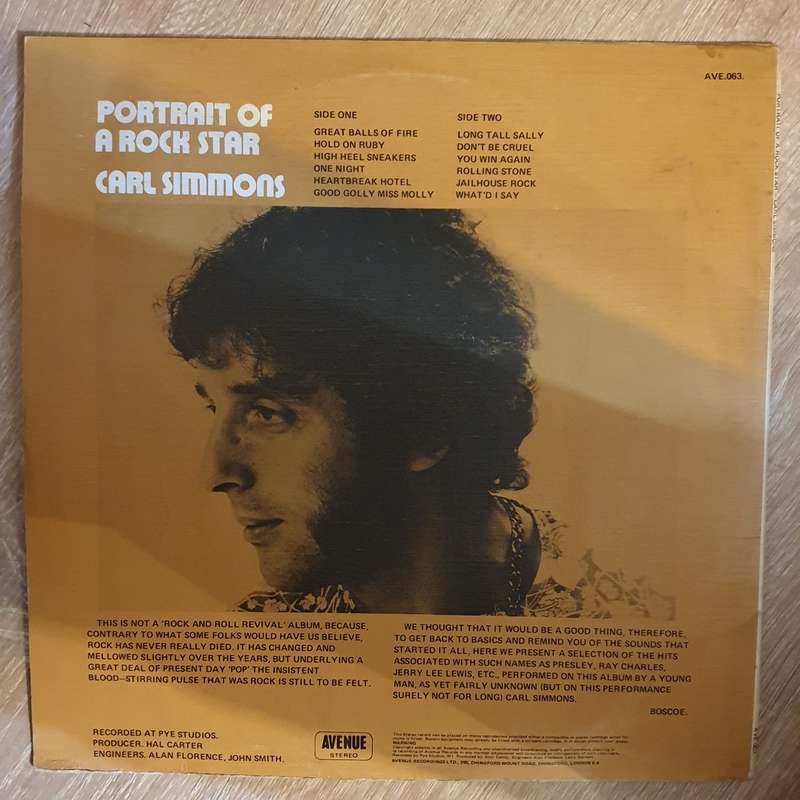 AVE.063.
PORTRAIT OF
A ROCK STAR
CARL SIMMONS
SIDE ONE
GREAT BALLS OF FIRE
HOLD ON RUBY
HIGH HEEL SNEAKERS
ONE NIGHT
HEARTBREAK HOTEL
GOOD GOLLY MISS MOLLY
SIDE TWO
LONG TALL SALLY
DON'T BE CRUEL
YOU WIN AGAIN
ROLLING STONE
JAILHOUSE ROCK
WHAT'D I SAY
THIS IS NOT A 'ROCK AND ROLL REVIVAL' ALBUM, BECAUSE,
CONTRARY TO WHAT SOME FOLKS WOULD HAVE US BELIEVE,
ROCK HAS NEVER REALLY DIED. IT HAS CHANGED AND
MELLOWED SLIGHTLY OVER THE YEARS, BUT UNDERLYING A
GREAT DEAL OF PRESENT DAY 'POP' THE INSISTENT
BLOOD—STIRRING PULSE THAT WAS ROCK IS STILL TO BE FELT.
WE THOUGHT THAT IT WOULD BE A GOOD THING, THEREFORE,
TO GET BACK TO BASICS AND REMIND YOU OF THE SOUNDS THAT
STARTED IT ALL, HERE WE PRESENT A SELECTION OF THE HITS
ASSOCIATED WITH SUCH NAMES AS PRESLEY, RAY CHARLES,
JERRY LEE LEWIS, ETC., PERFORMED ON THIS ALBUM BY A YOUNG
MAN, AS YET FAIRLY UNKNOWN (BUT ON THIS PERFORMANCE
SURELY NOT FOR LONG) CARL SIMMONS.
BOSCOE.
RECORDED AT PYE STUDIOS.
PRODUCER. HAL CARTER
ENGINEERS. ALAN FLORENCE, JOHN SMITH.
AVENUE
STEREO
WARNING
AVENUE RECORDINGS LTD., CHINGFORD MOUNT ROAD, CHINGFORD, LONDON E.4